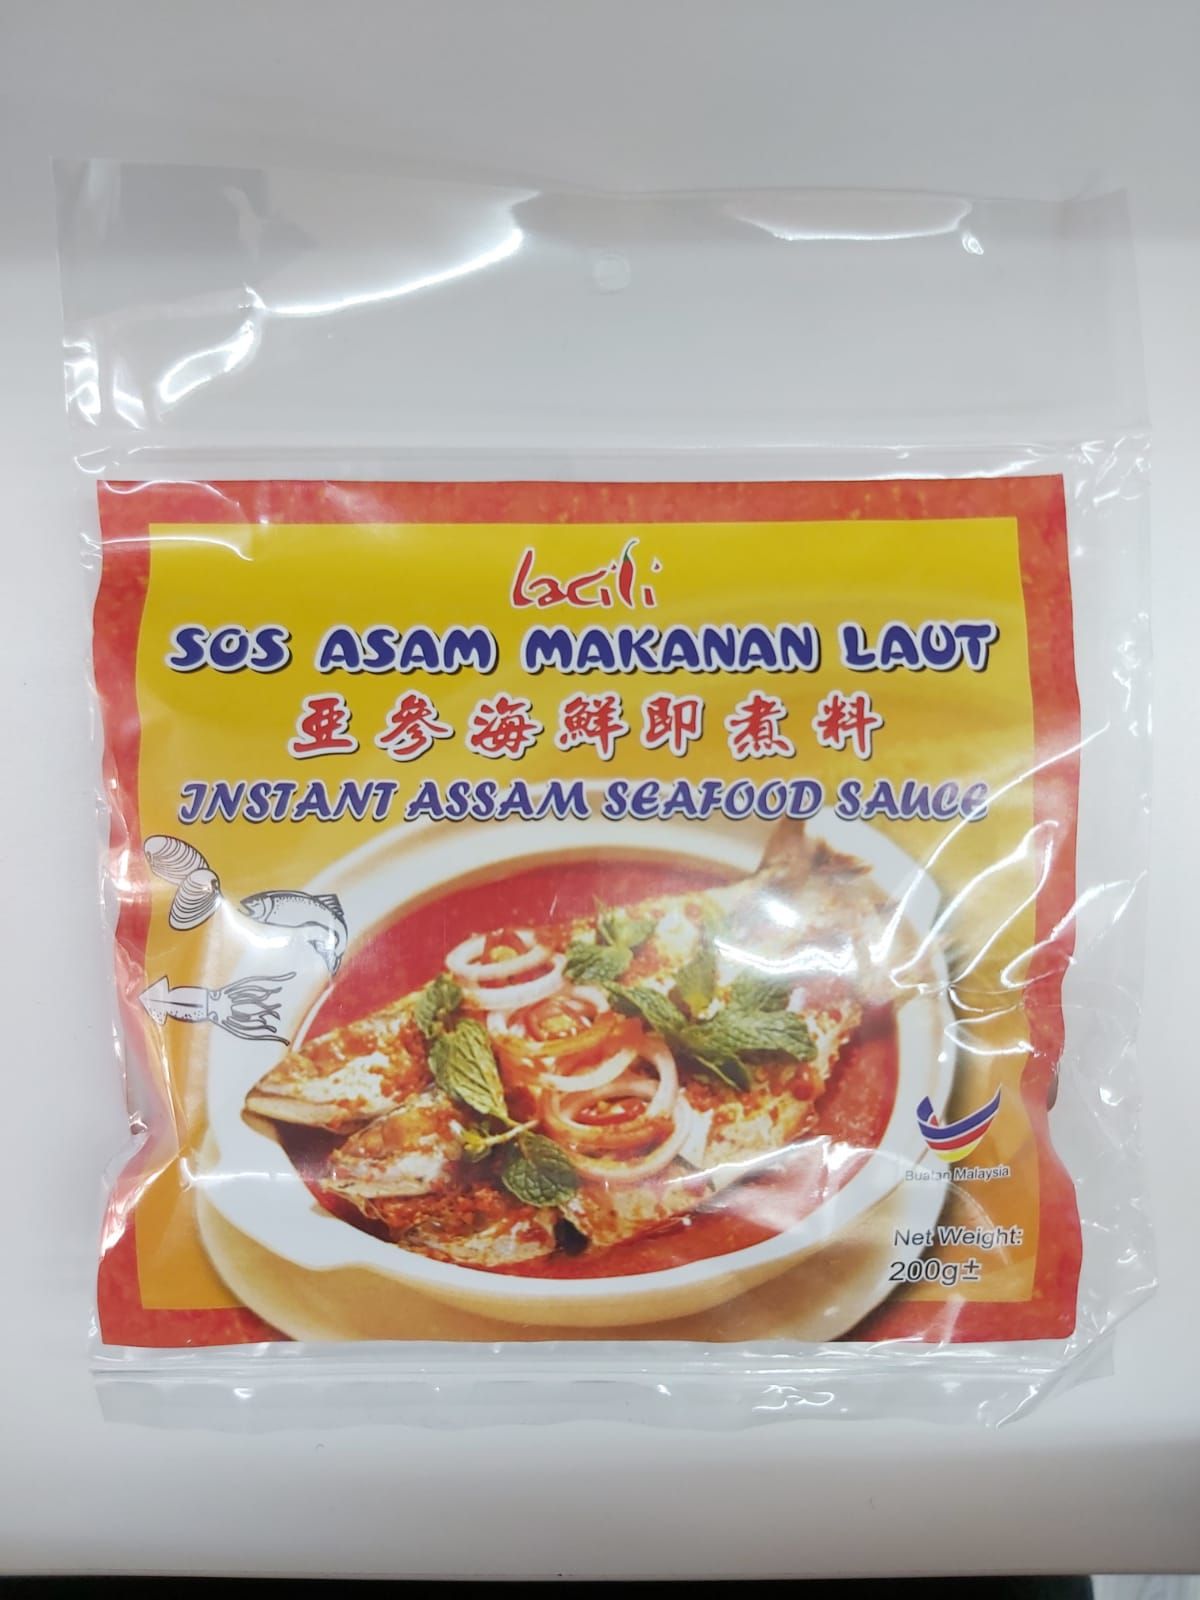 Lacili
SOS ASAM MAKANAN LAUT
亚參海鮮即煮料
INSTANT ASSAM SEAFOOD SAUCE
Buatan Malaysia
Net Weight:
200g±